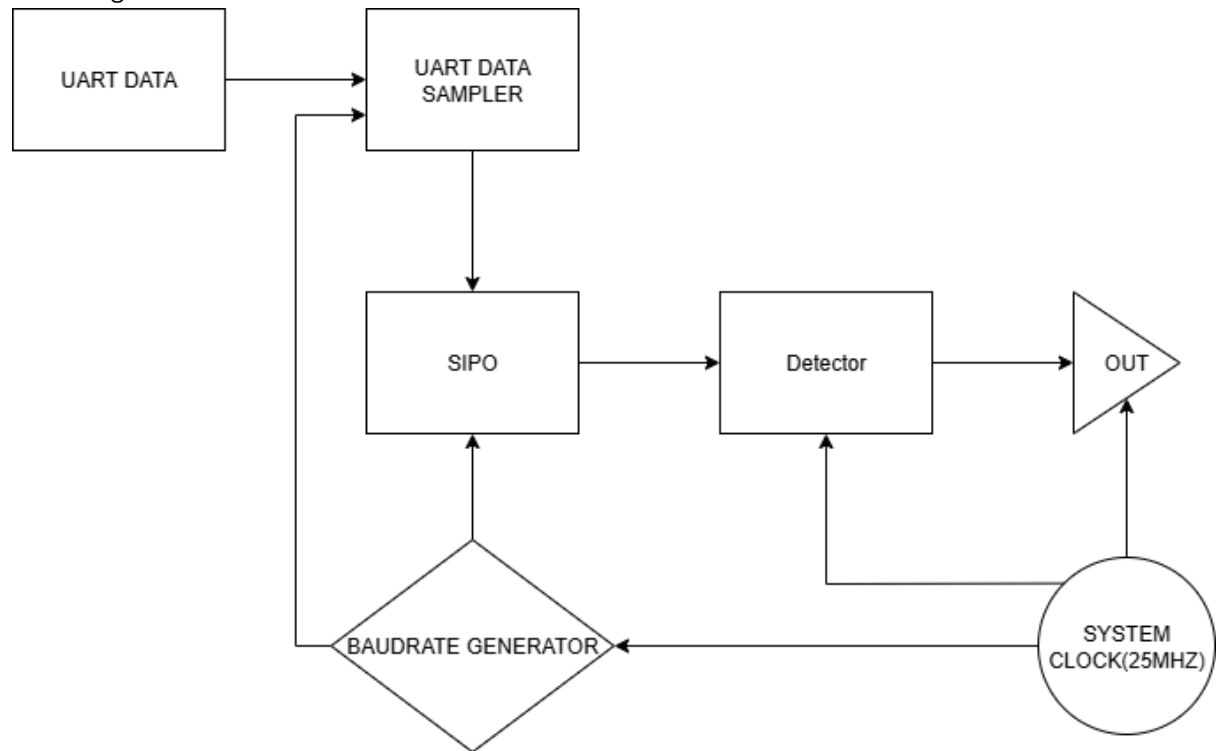 UART DATA
UART DATA
SAMPLER
SIPO
Detector
OUT
BAUDRATE GENERATOR
SYSTEM
CLOCK(25MHZ)